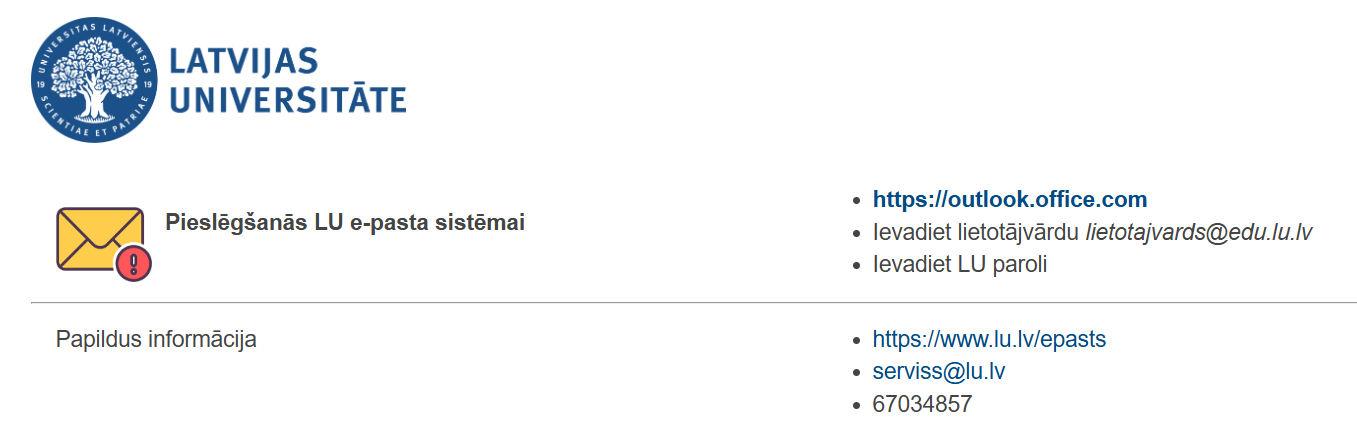 UNIVERSITAS LATVIENSIS
19 19
SCIENTIAE ET PATRIAE
LATVIJAS
UNIVERSITĀTE
Pieslēgšanās LU e-pasta sistēmai
https://outlook.office.com
Ievadiet lietotājvārdu lietotajvards@edu.lu.lv
Ievadiet LU paroli
Papildus informācija
https://www.lu.lv/epasts
serviss@lu.lv
67034857